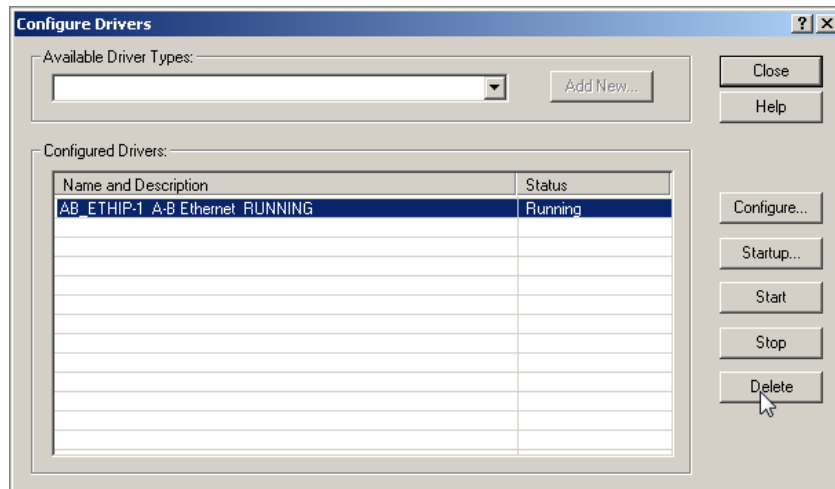 Configure Drivers
Available Driver Types:
Add New...
Close
Help
Configured Drivers:
Name and Description Status
AB_ETHIP-1 A-B Ethernet RUNNING Running
Configure...
Startup...
Start
Stop
Delete